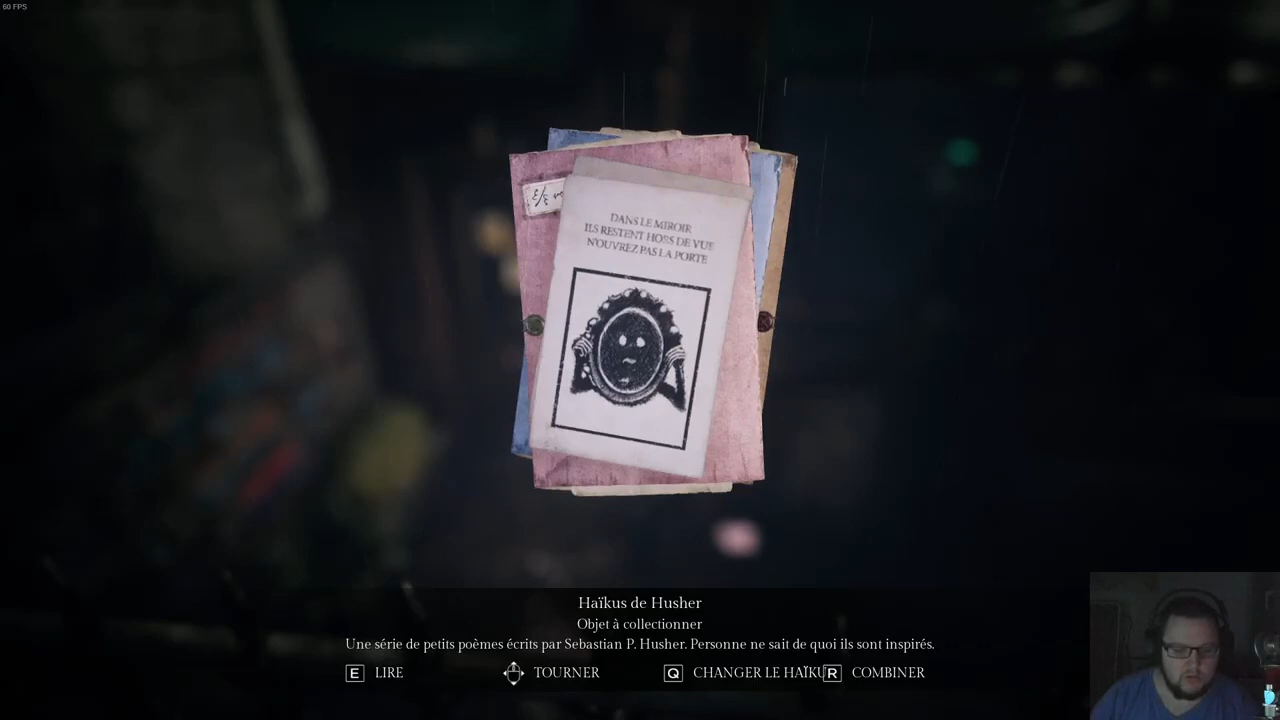 60 FPS
DANS LE MIROIR
ILS RESTENT HORS DE VUE
N'OUVREZ PAS LA PORTE
Haïkus de Husher
Objet à collectionner
Une série de petits poèmes écrits par Sebastian P. Husher. Personne ne sait de quoi ils sont inspirés.
E LIRE TOURNER Q CHANGER LE HAÏKU R COMBINER